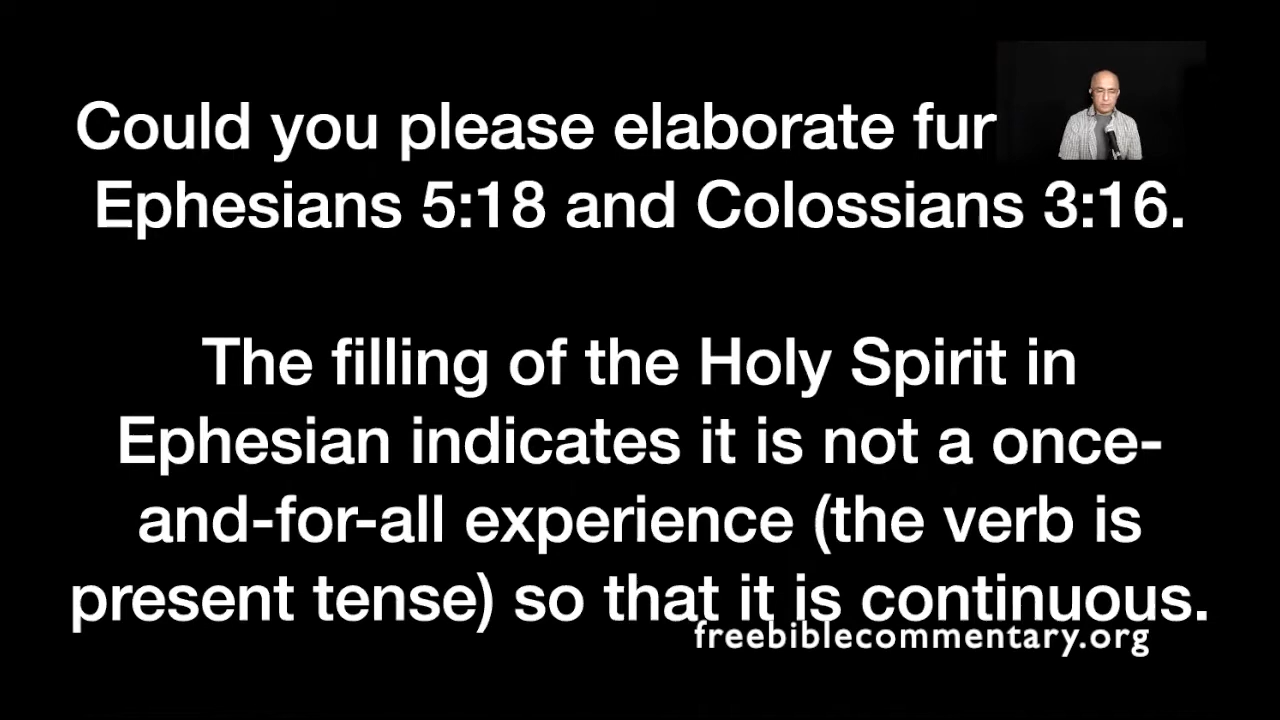 Could you please elaborate fur
Ephesians 5:18 and Colossians 3:16.
The filling of the Holy Spirit in
Ephesian indicates it is not a once-
and-for-all experience (the verb is
present tense) so that it is continuous.
freebiblecommentary.org